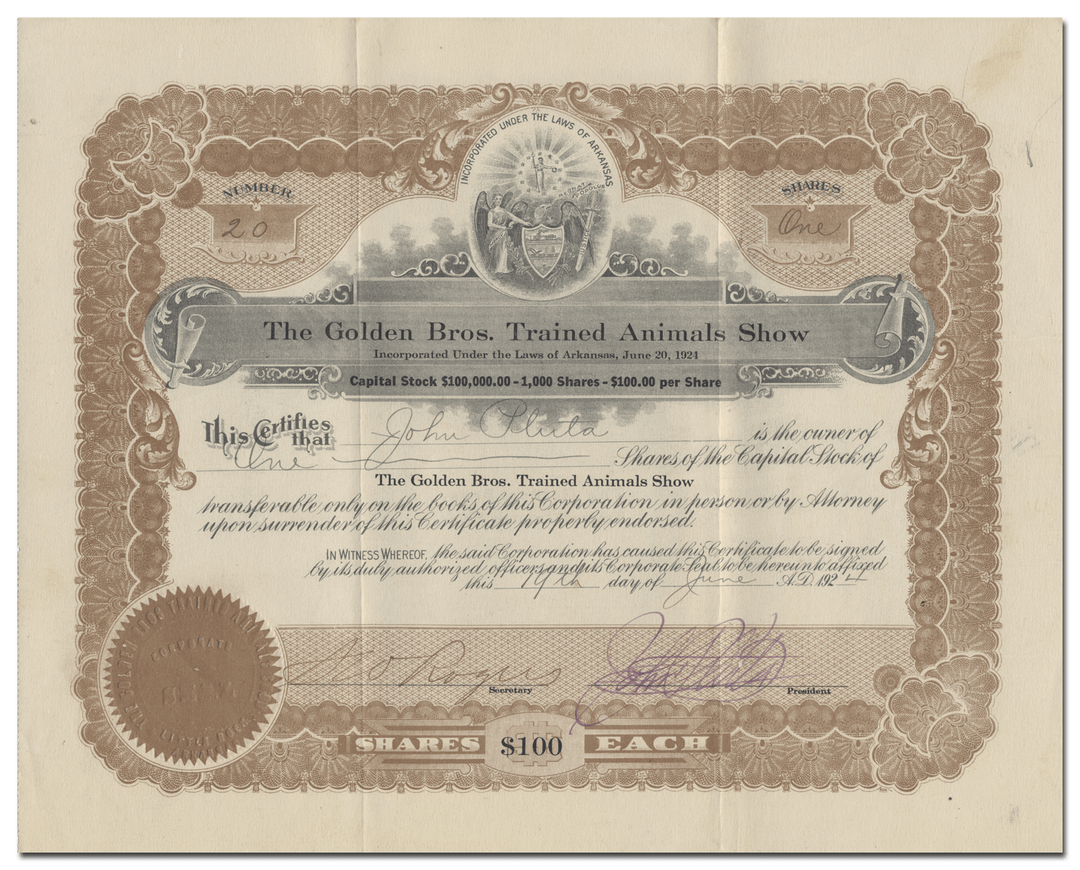 INCORPORATED UNDER THE LAWS OF ARKANSAS
NUMBER
20
SHARES
One
The Golden Bros. Trained Animals Show
Incorporated Under the Laws of Arkansas, June 20, 1924
Capital Stock $100,000.00 - 1,000 Shares - $100.00 per Share
This Certifies that John Pluta is the owner of
One Shares of the Capital Stock of
The Golden Bros. Trained Animals Show
transferable only on the books of this Corporation in person or by Attorney
upon surrender of this Certificate properly endorsed.
IN WITNESS WHEREOF, the said Corporation has caused this Certificate to be signed
by its duly authorized officers and its Corporate Seal to be hereunto affixed
this 19th day of June A.D. 1924
Rogers
Secretary
President
CORPORATE
SHARES $100 EACH